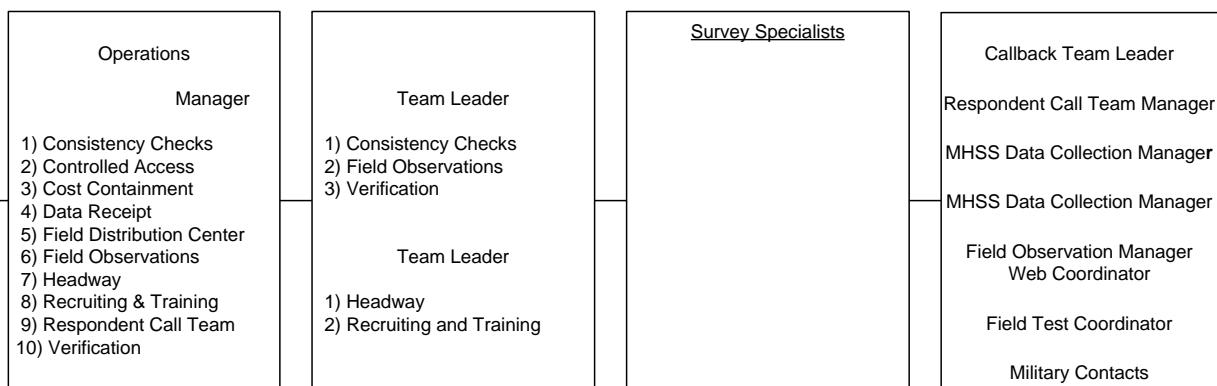 Operations
Manager
1) Consistency Checks
2) Controlled Access
3) Cost Containment
4) Data Receipt
5) Field Distribution Center
6) Field Observations
7) Headway
8) Recruiting & Training
9) Respondent Call Team
10) Verification
Team Leader
1) Consistency Checks
2) Field Observations
3) Verification
Team Leader
1) Headway
2) Recruiting and Training
Survey Specialists
Callback Team Leader
Respondent Call Team Manager
MHSS Data Collection Manager
MHSS Data Collection Manager
Field Observation Manager
Web Coordinator
Field Test Coordinator
Military Contacts